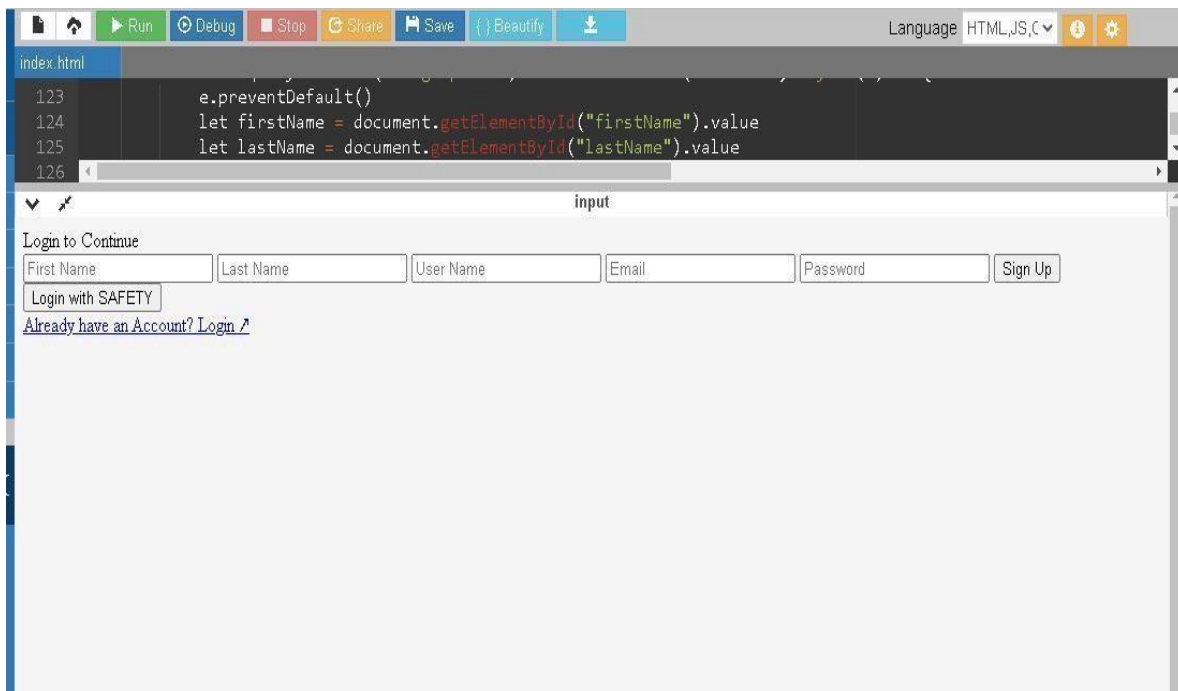 Run Debug Stop Share Save { } Beautify Language HTML,JS,C
index.html
123 e.preventDefault()
124 let firstName = document.getElementById("firstName").value
125 let lastName = document.getElementById("lastName").value
126
input
Login to Continue
First Name Last Name User Name Email Password Sign Up
Login with SAFETY
Already have an Account? Login ↗